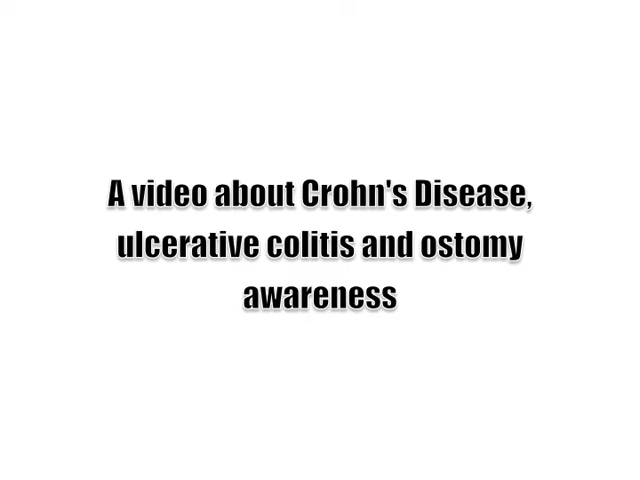 A video about Crohn's Disease,
ulcerative colitis and ostomy
awareness